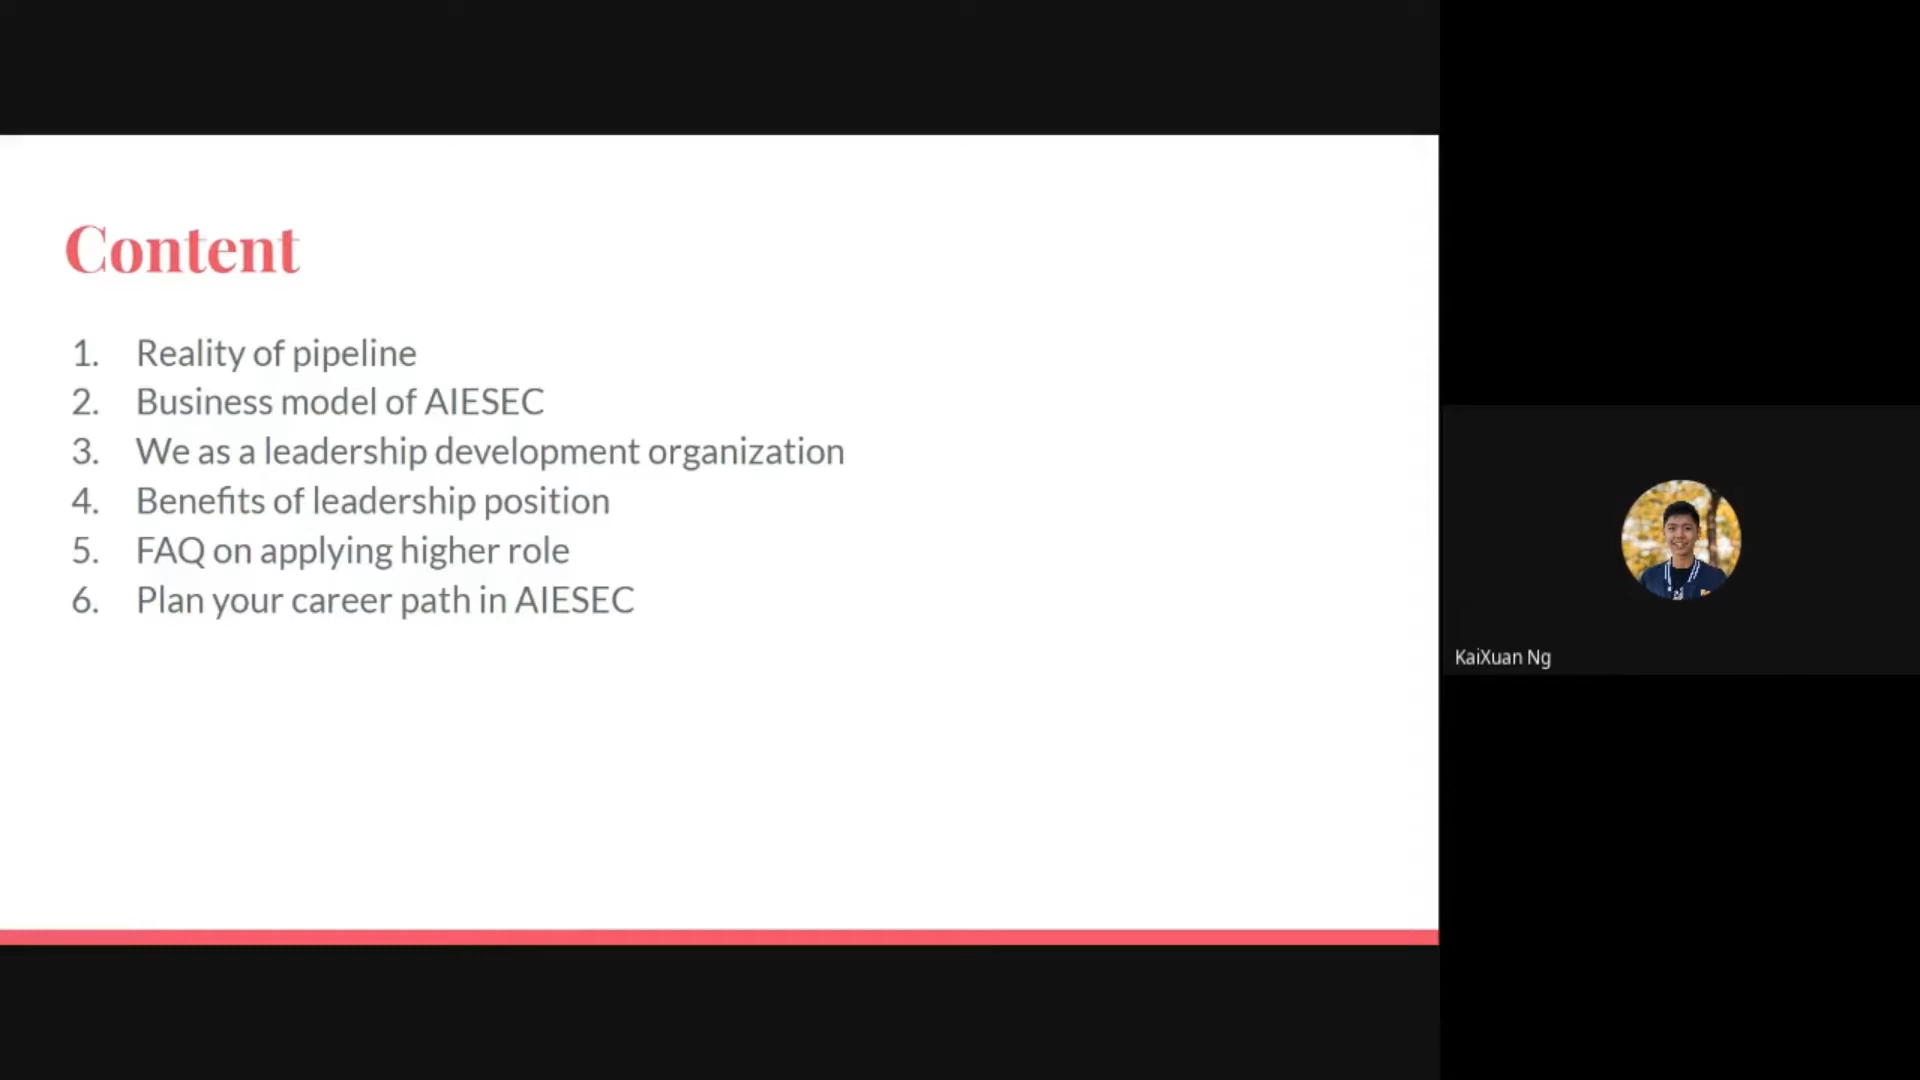 Content
1. Reality of pipeline
2. Business model of AIESEC
3. We as a leadership development organization
4. Benefits of leadership position
5. FAQ on applying higher role
6. Plan your career path in AIESEC
KaiXuan Ng